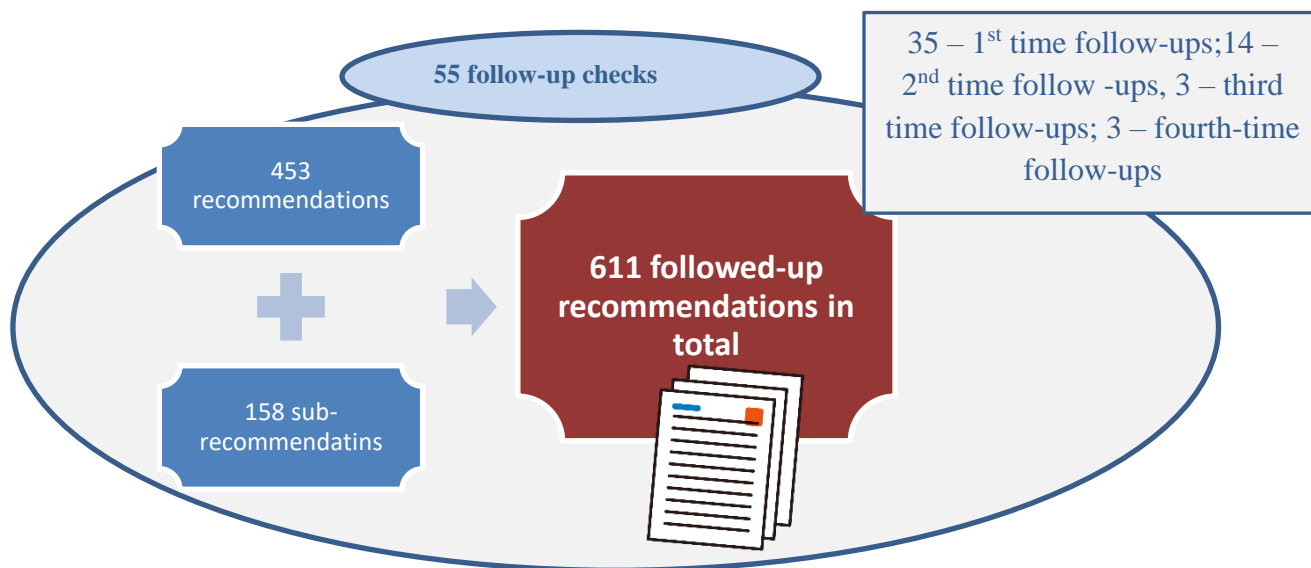 55 follow-up checks
35 – 1st time follow-ups;14 –
2nd time follow -ups, 3 – third
time follow-ups; 3 – fourth-time
follow-ups
453
recommendations
611 followed-up
recommendations in
total
158 sub-
recommendatins